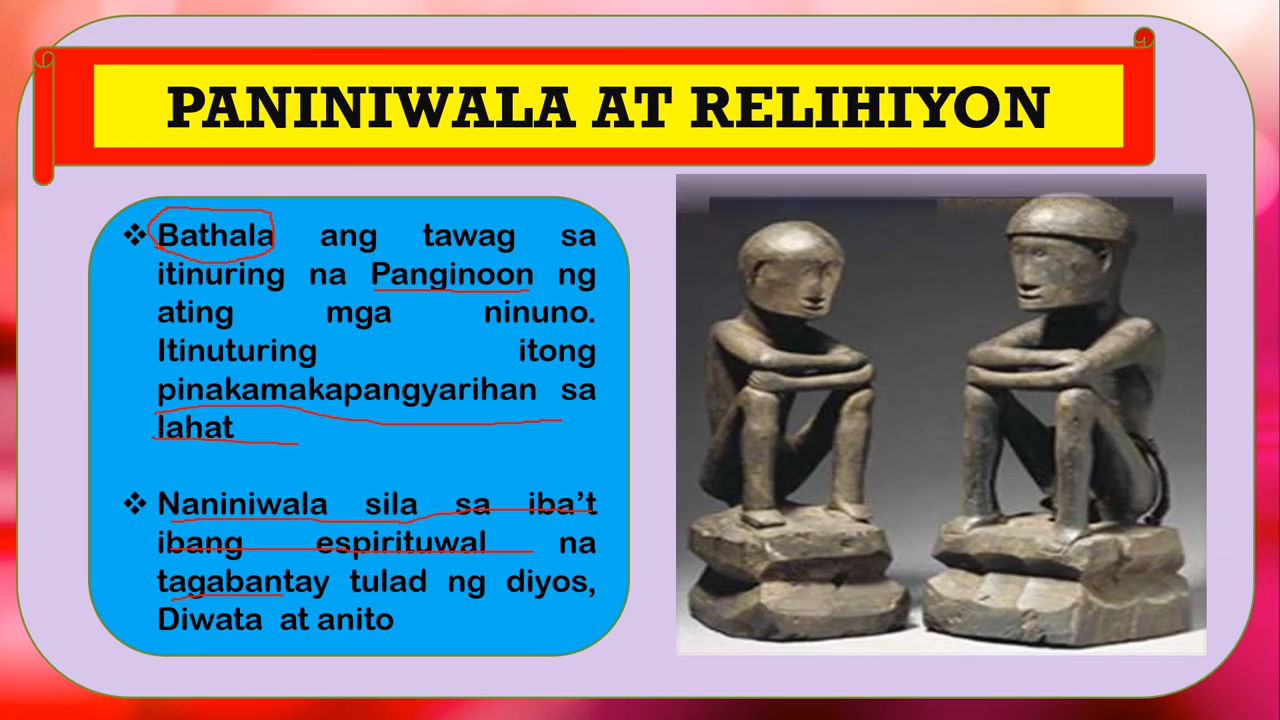 PANINIWALA AT RELIHIYON
❖ Bathala ang tawag sa
itinuring na Panginoon ng
ating mga ninuno.
Itinuturing itong
pinakamakapangyarihan sa
lahat
❖ Naniniwala sila sa iba’t
ibang espirituwal na
tagabantay tulad ng diyos,
Diwata at anito